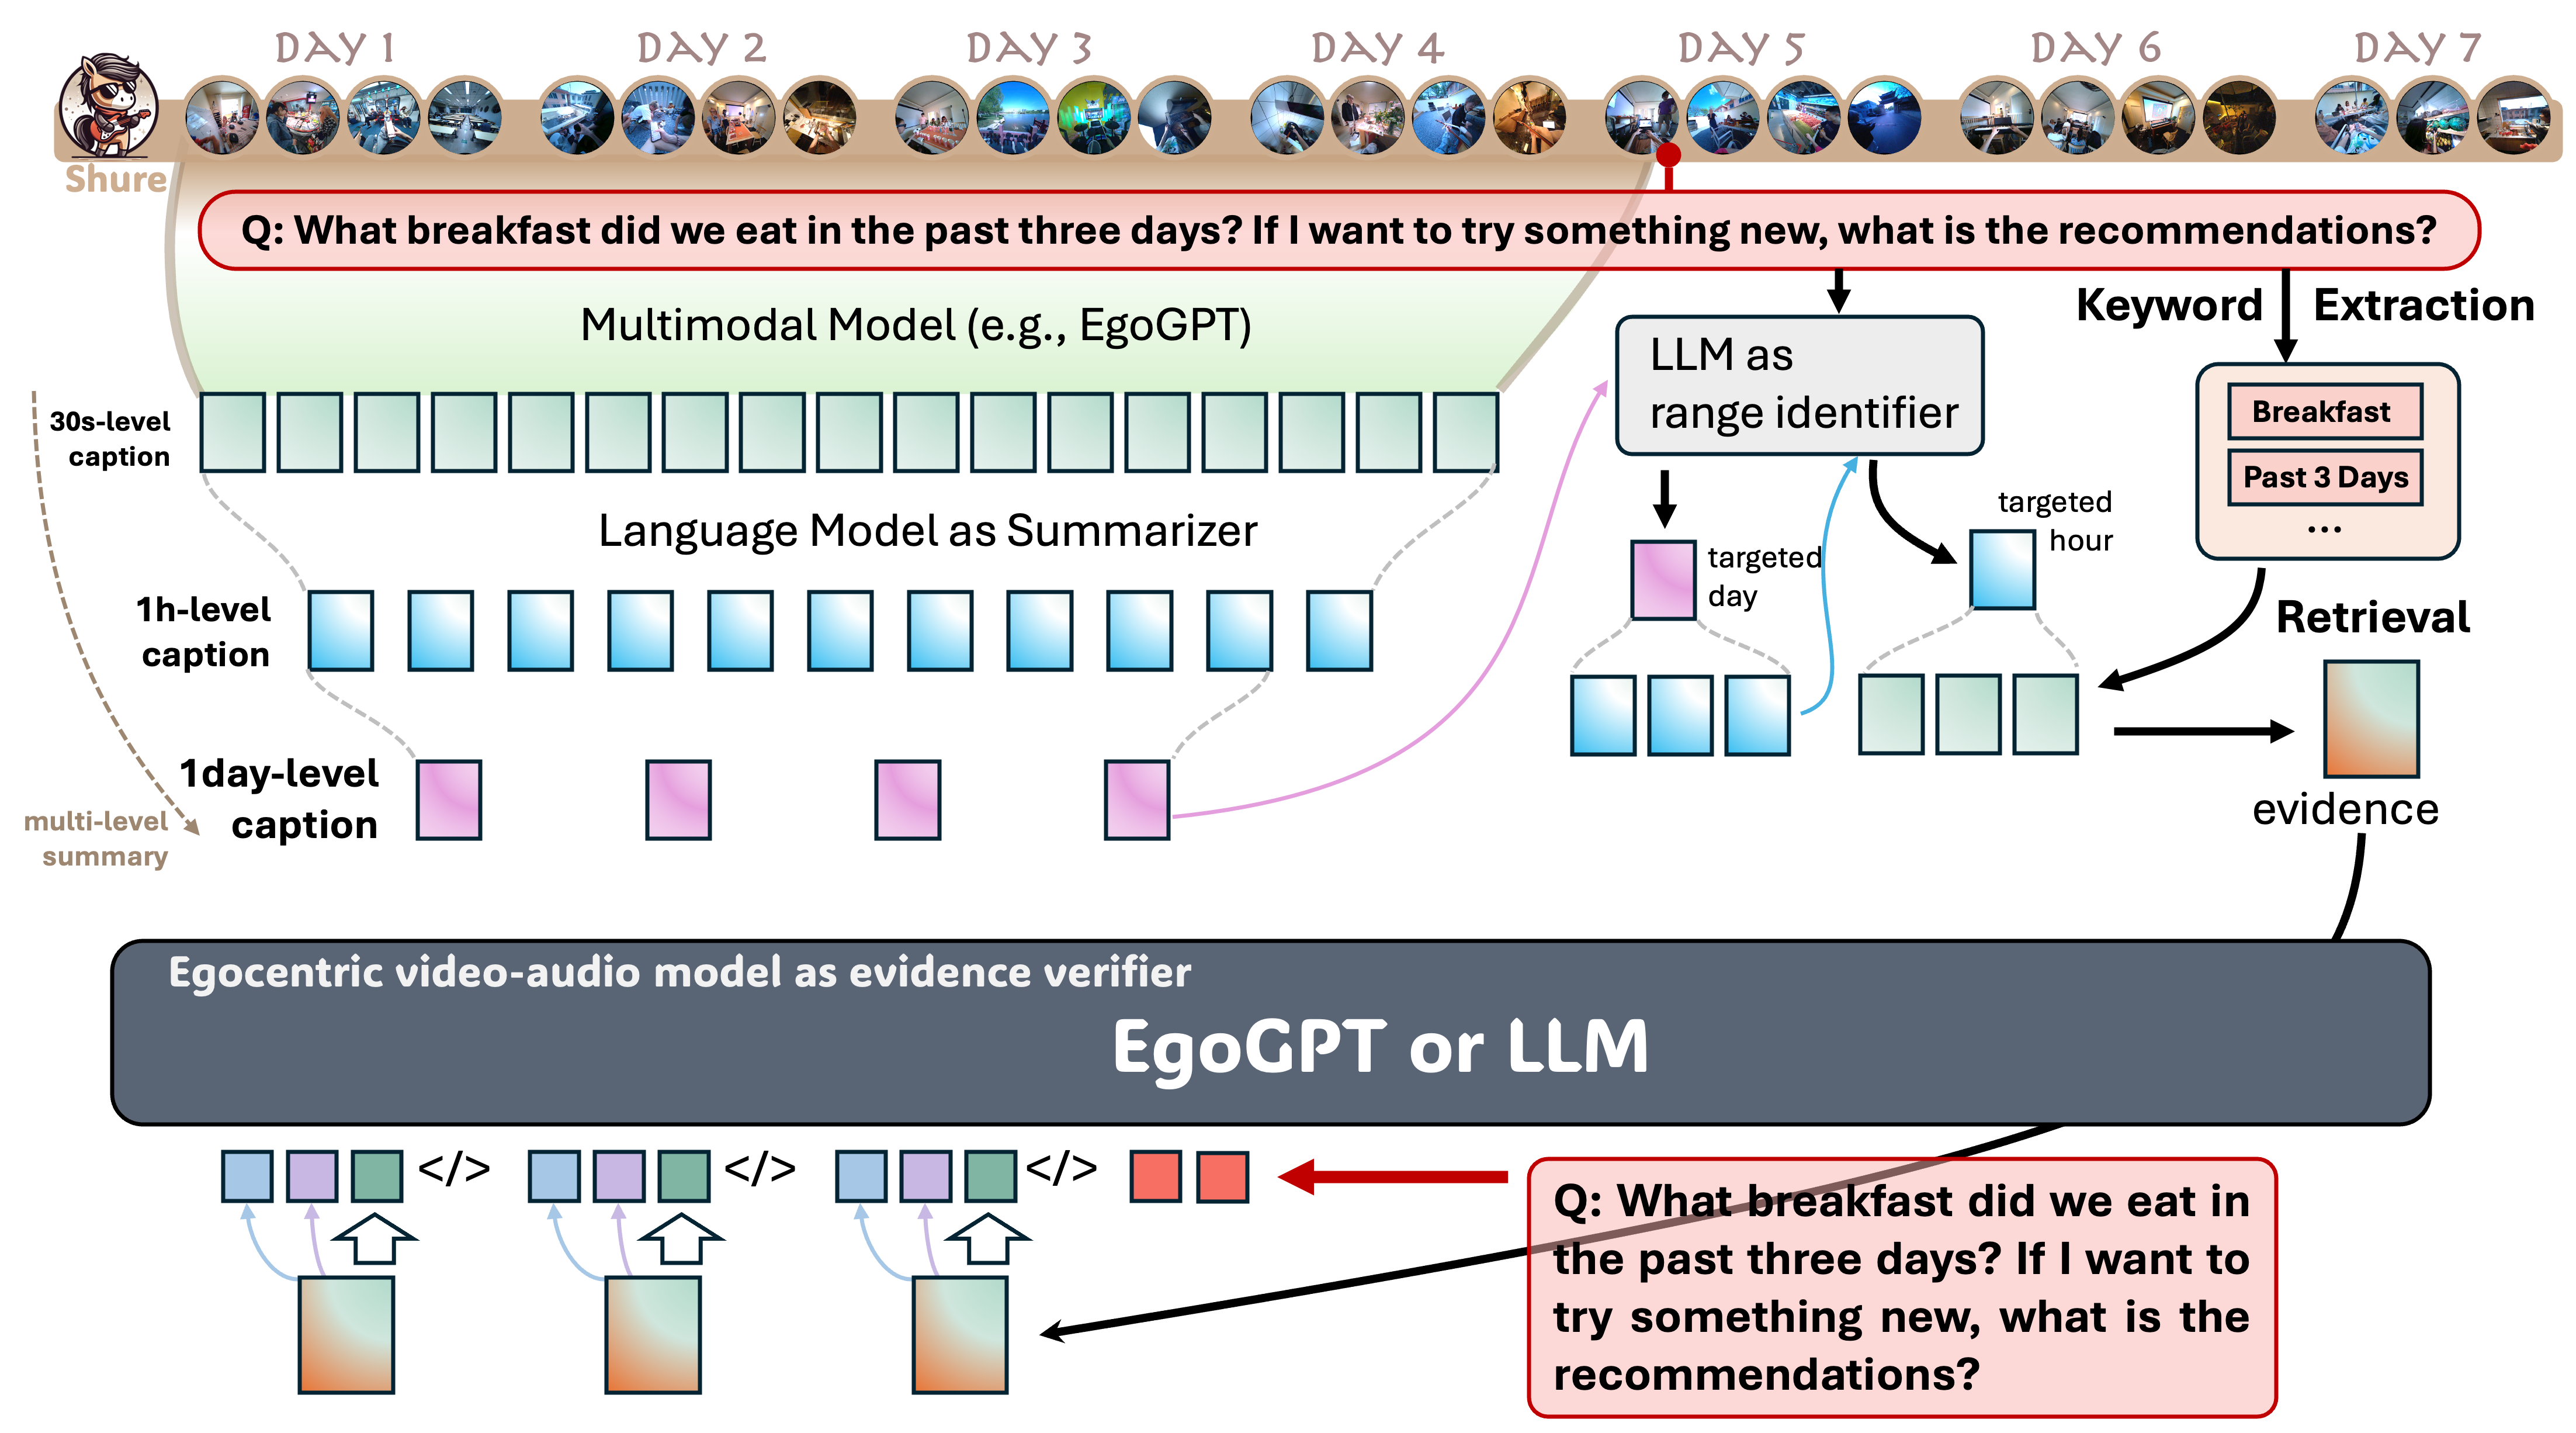 DAY 1
DAY 2
DAY 3
DAY 4
DAY 5
DAY 6
DAY 7
Shure
Q: What breakfast did we eat in the past three days? If I want to try something new, what is the recommendations?
Multimodal Model (e.g., EgoGPT)
30s-level
caption
Language Model as Summarizer
1h-level
caption
1day-level
caption
multi-level
summary
LLM as
range identifier
targeted
day
targeted
hour
Keyword Extraction
Breakfast
Past 3 Days
...
Retrieval
evidence
Egocentric video-audio model as evidence verifier
EgoGPT or LLM
</> </> </>
Q: What breakfast did we eat in
the past three days? If I want to
try something new, what is the
recommendations?